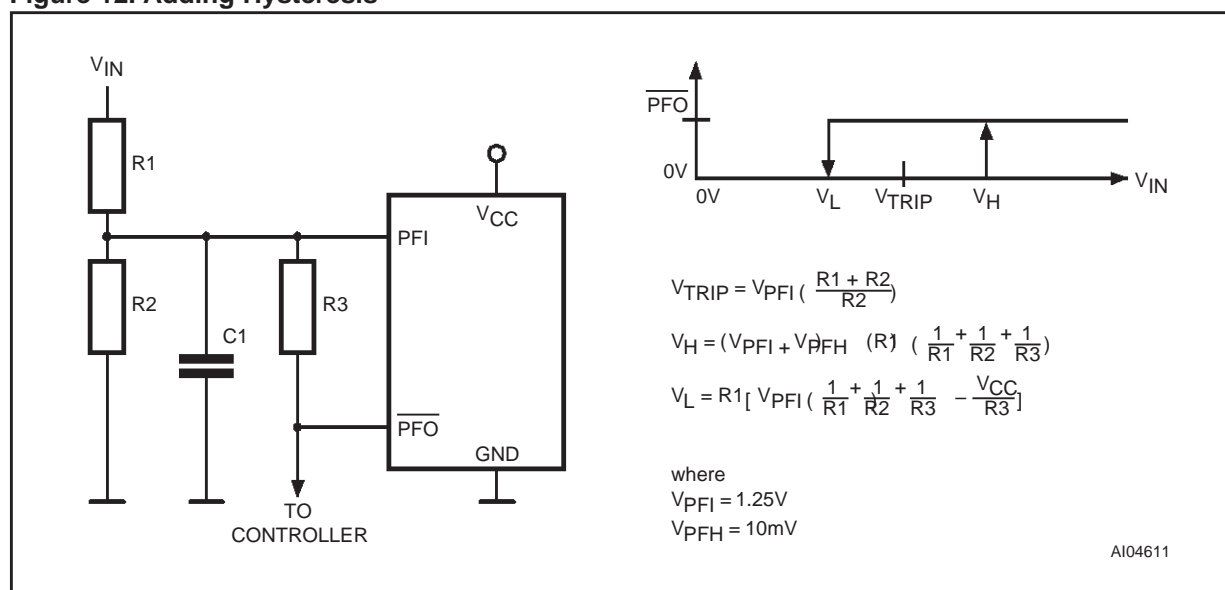 Figure 12. Adding Hysteresis
VIN
R1
R2
C1
R3
VCC
PFI
PFO
GND
TO
CONTROLLER
PFO
0V
0V
VL
VTRIP
VH
VIN
VTRIP = VPFI ( R1 + R2 / R2 )
VH = (VPFI + VPFH) (R1) ( 1/R1 + 1/R2 + 1/R3 )
VL = R1 [ VPFI ( 1/R1 + 1/R2 + 1/R3 ) – VCC/R3 ]
where
VPFI = 1.25V
VPFH = 10mV
AI04611